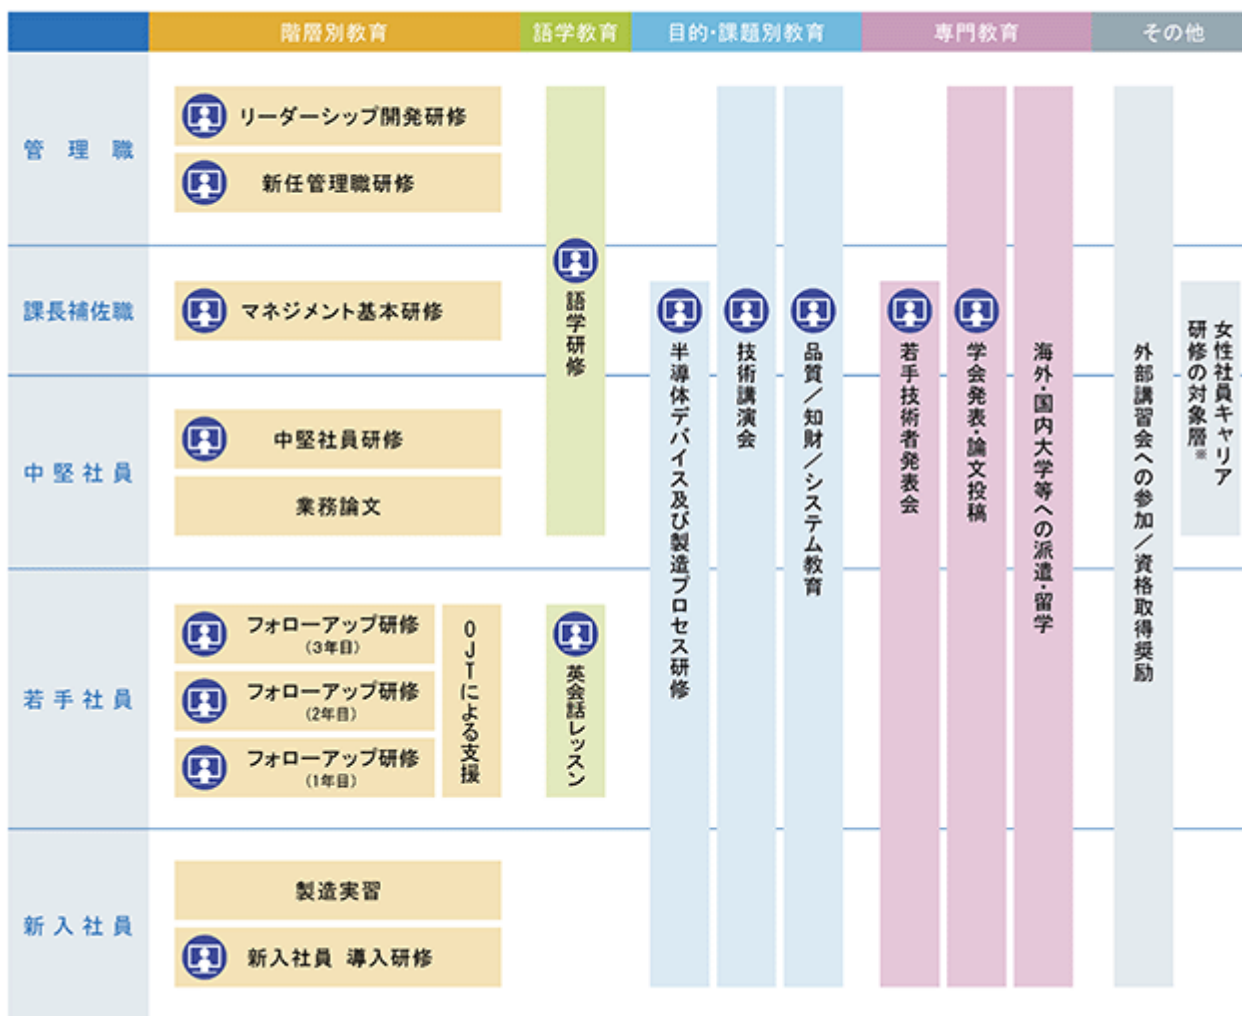 階層別教育
語学教育
目的・課題別教育
専門教育
その他
管理職
リーダーシップ開発研修
新任管理職研修
課長補佐職
マネジメント基本研修
中堅社員
中堅社員研修
業務論文
若手社員
フォローアップ研修
(3年目)
フォローアップ研修
(2年目)
フォローアップ研修
(1年目)
OJTによる支援
新入社員
製造実習
新入社員 導入研修
語学研修
英会話レッスン
半導体デバイス及び製造プロセス研修
技術講演会
品質／知財／システム教育
若手技術者発表会
学会発表・論文投稿
海外・国内大学等への派遣・留学
外部講習会への参加／資格取得奨励
女性社員キャリア
研修の対象層※